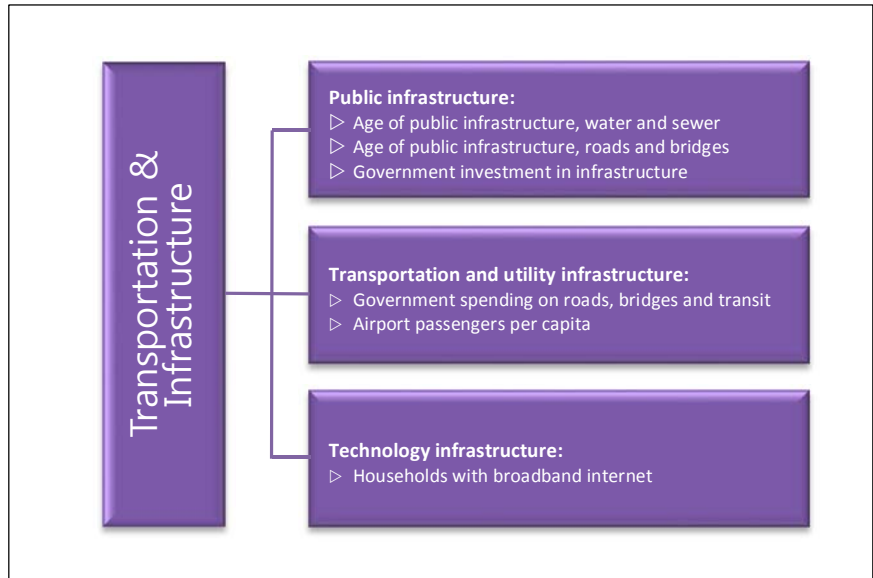 Transportation &
Infrastructure
Public infrastructure:
▷ Age of public infrastructure, water and sewer
▷ Age of public infrastructure, roads and bridges
▷ Government investment in infrastructure
Transportation and utility infrastructure:
▷ Government spending on roads, bridges and transit
▷ Airport passengers per capita
Technology infrastructure:
▷ Households with broadband internet